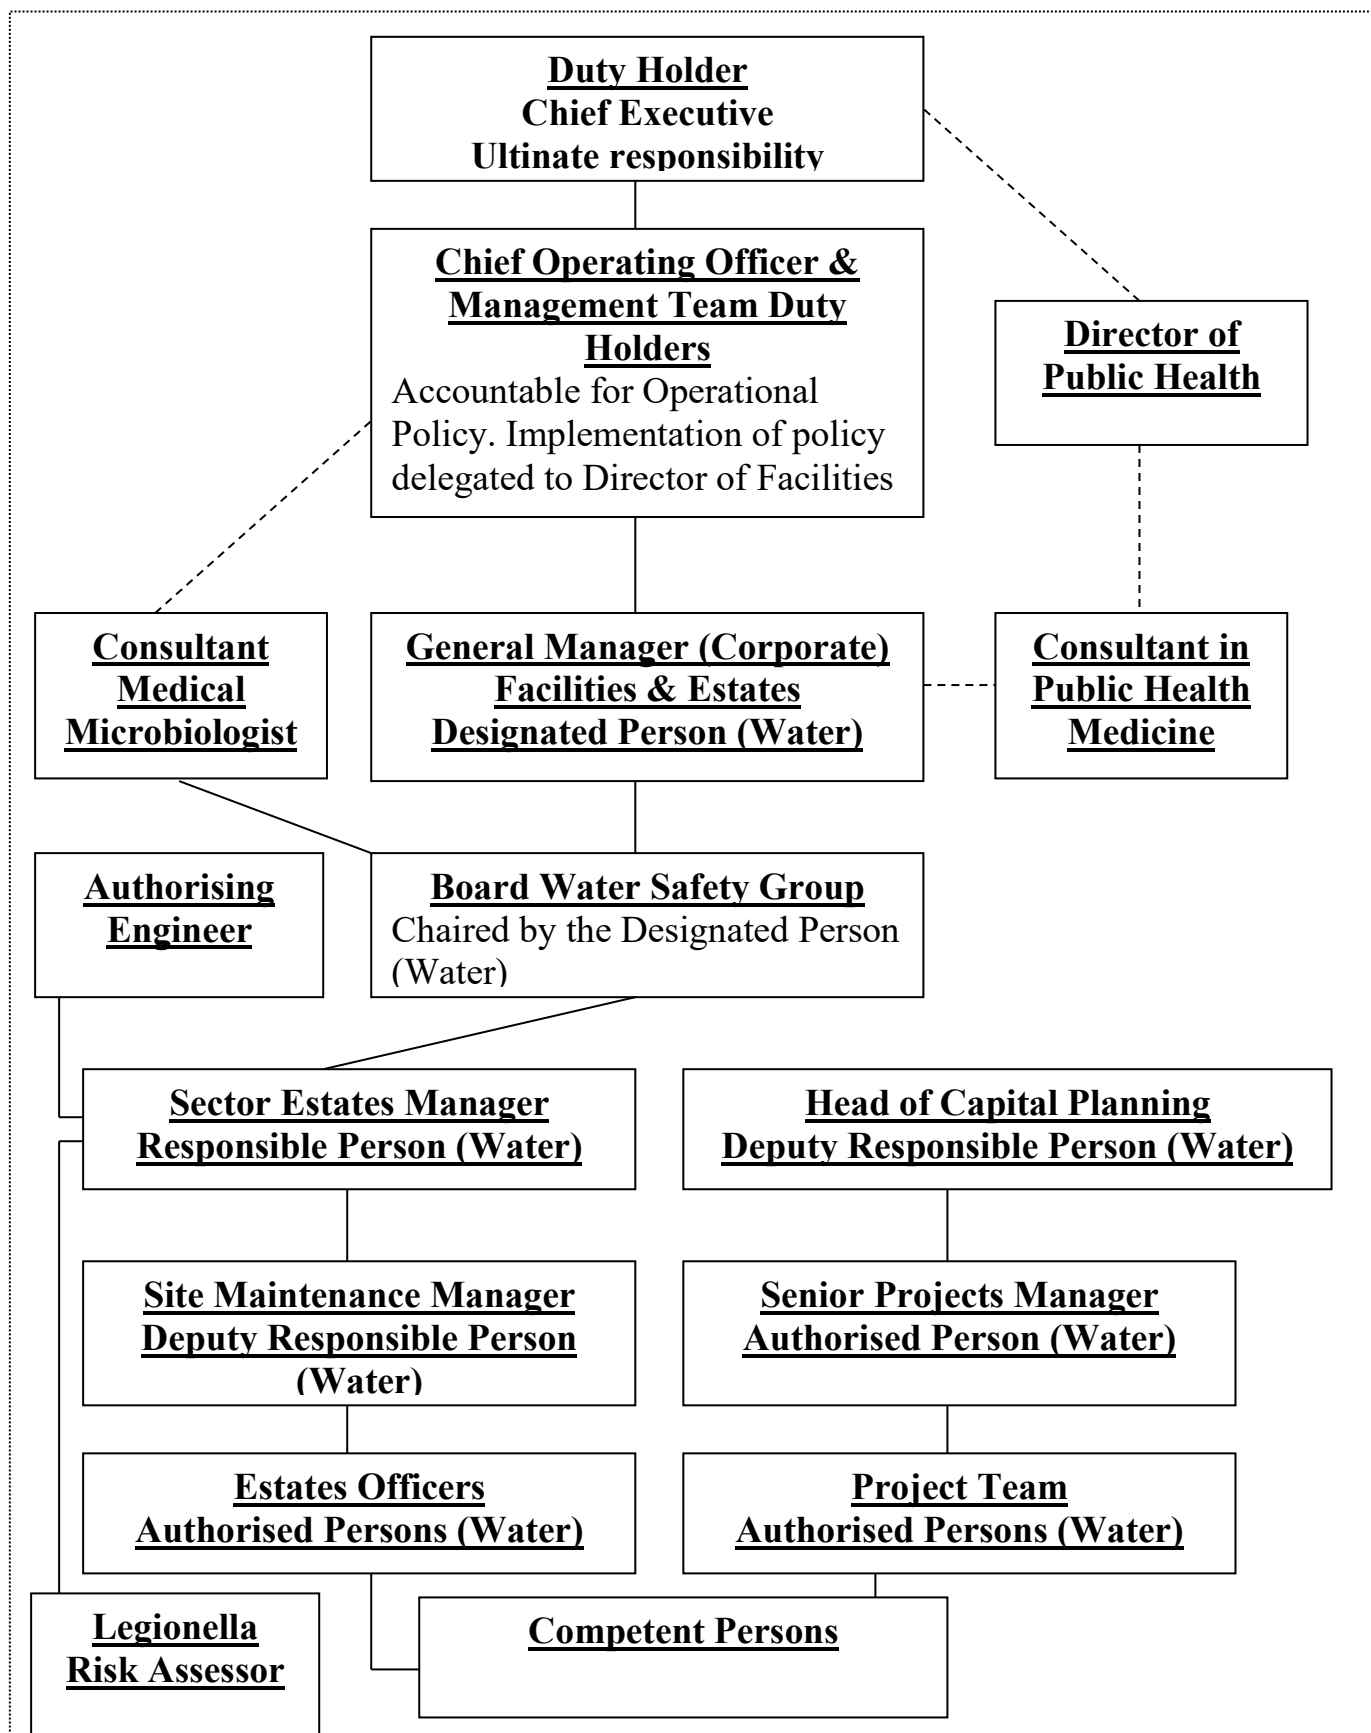 Duty Holder
Chief Executive
Ultinate responsibility
Chief Operating Officer &
Management Team Duty
Holders
Accountable for Operational
Policy. Implementation of policy
delegated to Director of Facilities
Director of
Public Health
Consultant
Medical
Microbiologist
General Manager (Corporate)
Facilities & Estates
Designated Person (Water)
Consultant in
Public Health
Medicine
Authorising
Engineer
Board Water Safety Group
Chaired by the Designated Person
(Water)
Sector Estates Manager
Responsible Person (Water)
Head of Capital Planning
Deputy Responsible Person (Water)
Site Maintenance Manager
Deputy Responsible Person
(Water)
Senior Projects Manager
Authorised Person (Water)
Estates Officers
Authorised Persons (Water)
Project Team
Authorised Persons (Water)
Legionella
Risk Assessor
Competent Persons